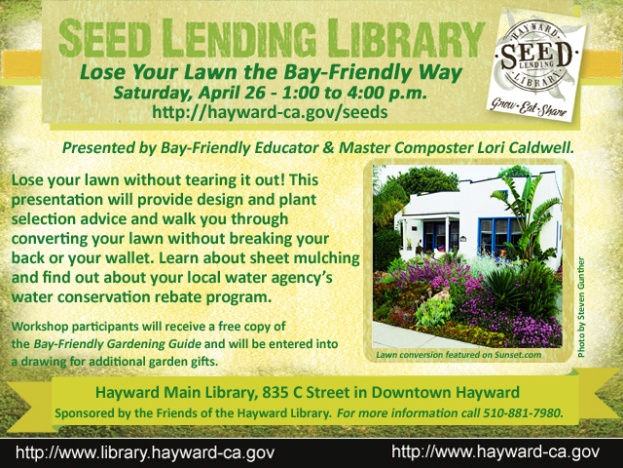 SEED LENDING LIBRARY
Lose Your Lawn the Bay-Friendly Way
Saturday, April 26 - 1:00 to 4:00 p.m.
http://hayward-ca.gov/seeds
HAYWARD
SEED
LENDING
LIBRARY
Grow · Eat · Share
Presented by Bay-Friendly Educator & Master Composter Lori Caldwell.
Lose your lawn without tearing it out! This
presentation will provide design and plant
selection advice and walk you through
converting your lawn without breaking your
back or your wallet. Learn about sheet mulching
and find out about your local water agency's
water conservation rebate program.
Workshop participants will receive a free copy of
the Bay-Friendly Gardening Guide and will be entered into
a drawing for additional garden gifts.
Photo by Steven Gunther
Lawn conversion featured on Sunset.com
Hayward Main Library, 835 C Street in Downtown Hayward
Sponsored by the Friends of the Hayward Library. For more information call 510-881-7980.
http://www.library.hayward-ca.gov
http://www.hayward-ca.gov